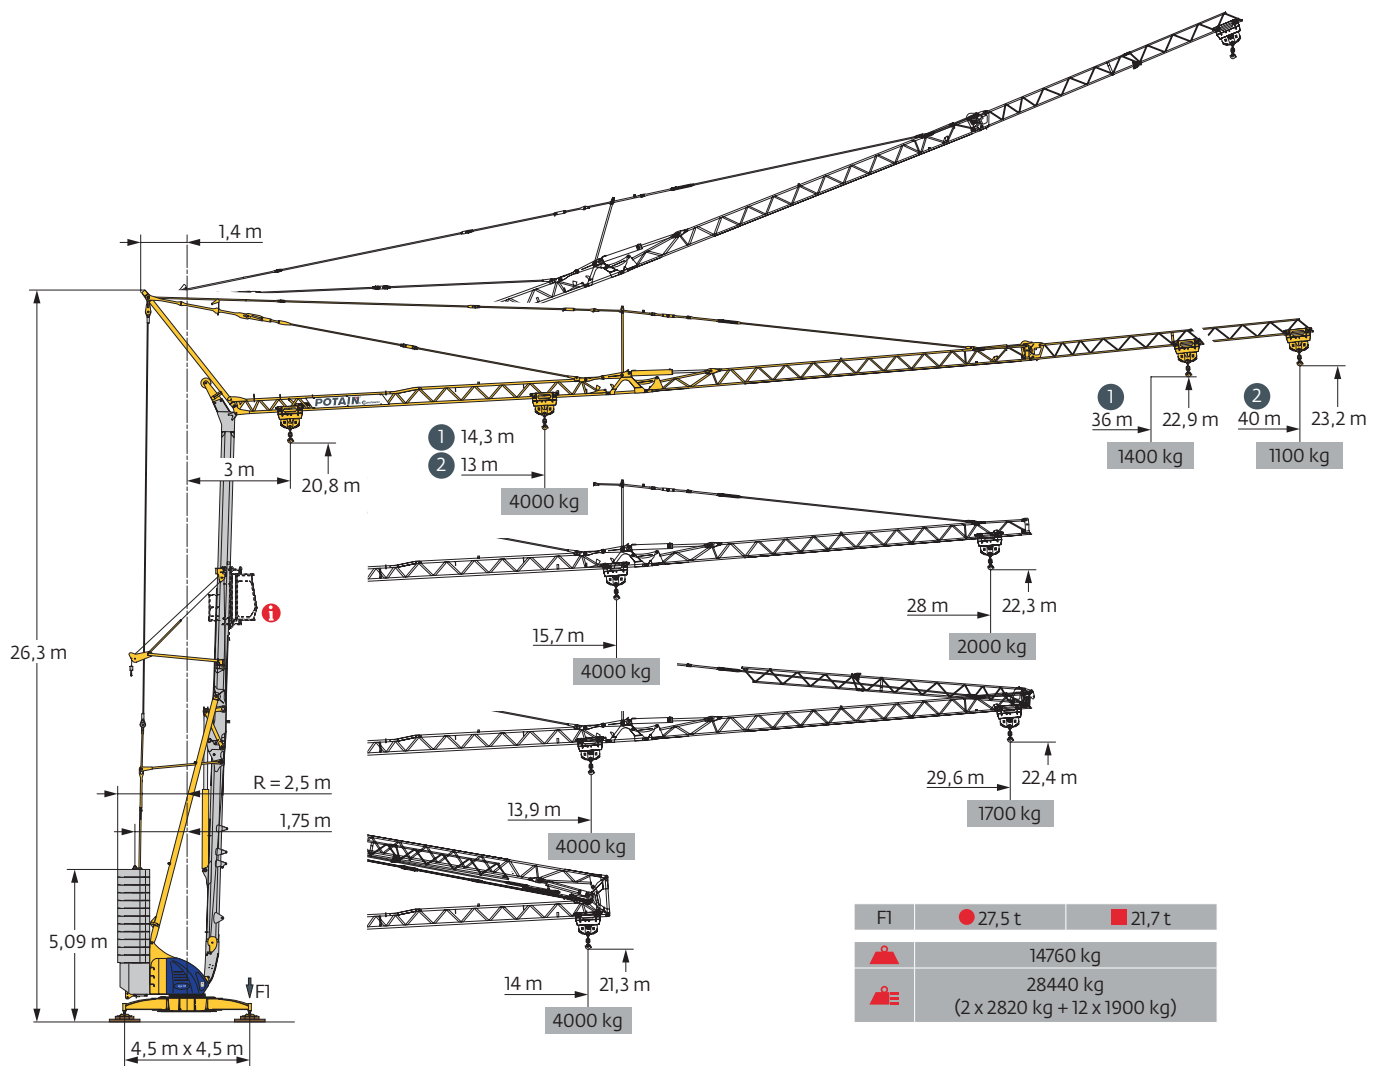 1,4 m
POTAIN
1 36 m
22,9 m
1400 kg
2 40 m
23,2 m
1100 kg
1 14,3 m
2 13 m
4000 kg
3 m
20,8 m
28 m
22,3 m
2000 kg
15,7 m
4000 kg
26,3 m
i
29,6 m
22,4 m
1700 kg
R = 2,5 m
13,9 m
4000 kg
1,75 m
5,09 m
F1
14 m
21,3 m
4000 kg
4,5 m x 4,5 m
F1 27,5 t 21,7 t
14760 kg
28440 kg
(2 x 2820 kg + 12 x 1900 kg)